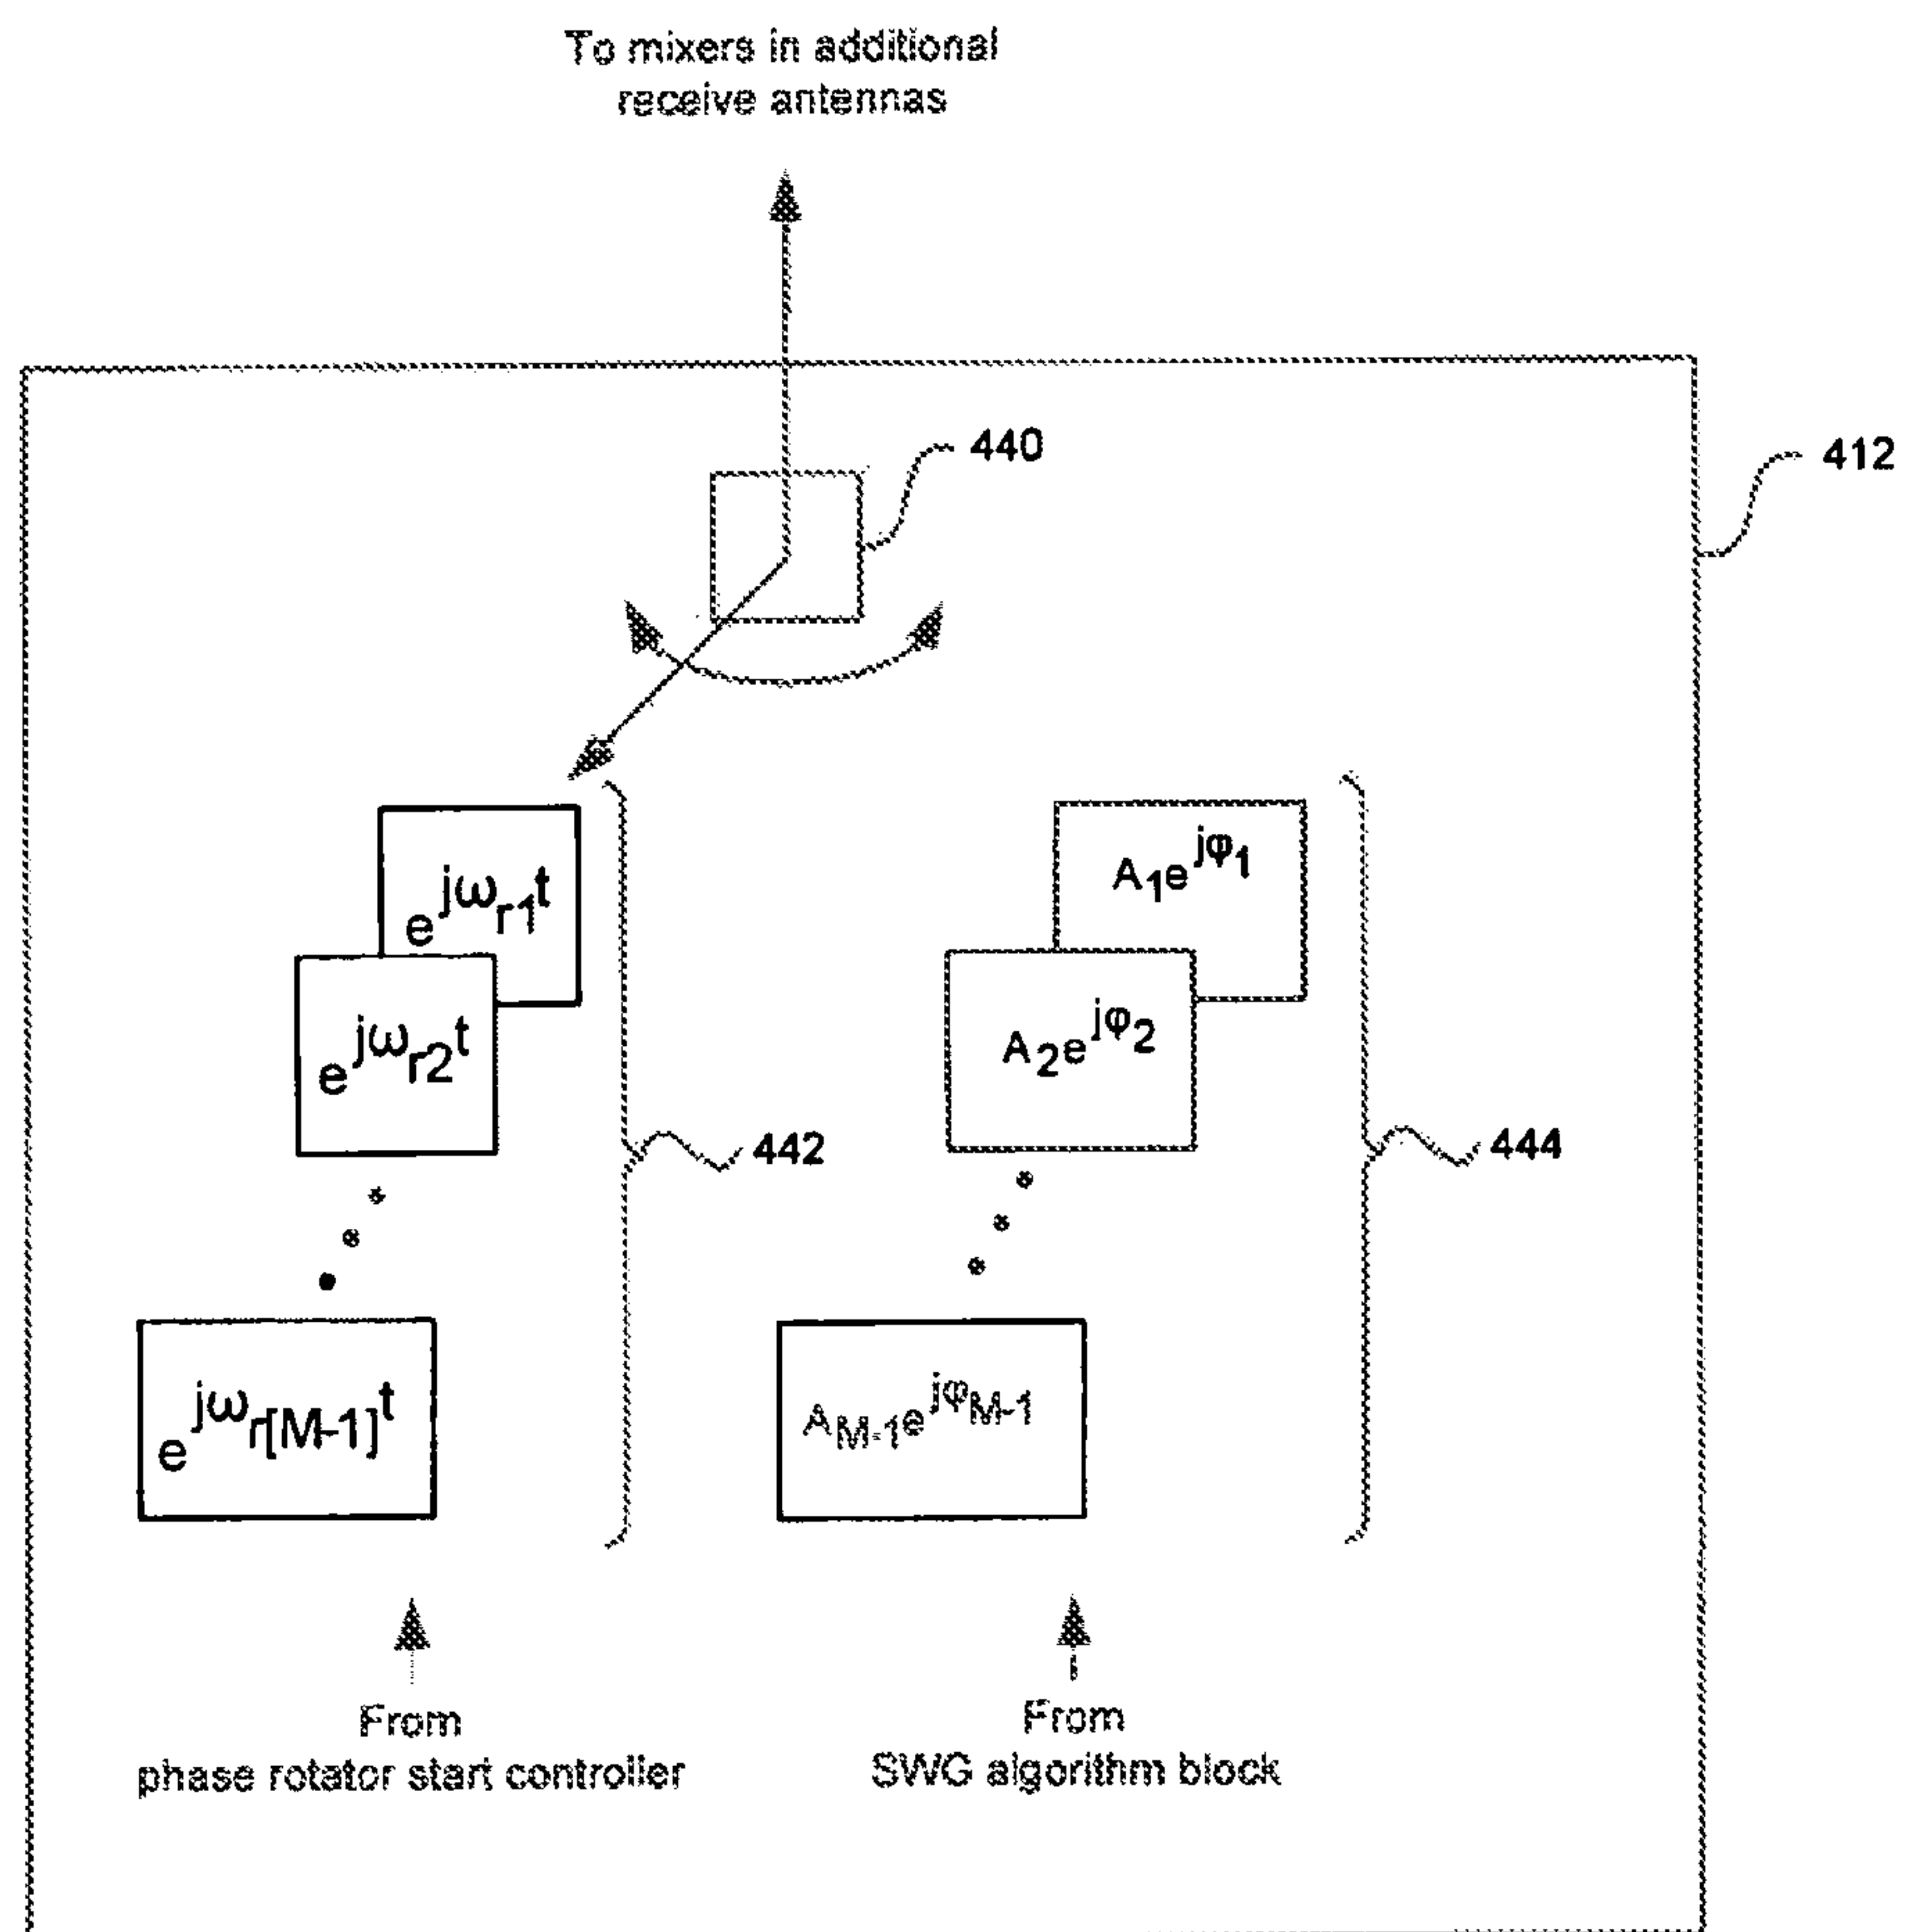 To mixers in additional
receive antennas
440
412
e^{jω_{r1}t}
A_1e^{jφ_1}
e^{jω_{r2}t}
A_2e^{jφ_2}
442
444
e^{jω_{r[M-1]}t}
A_{M-1}e^{jφ_{M-1}}
From
phase rotator start controller
From
SWG algorithm block